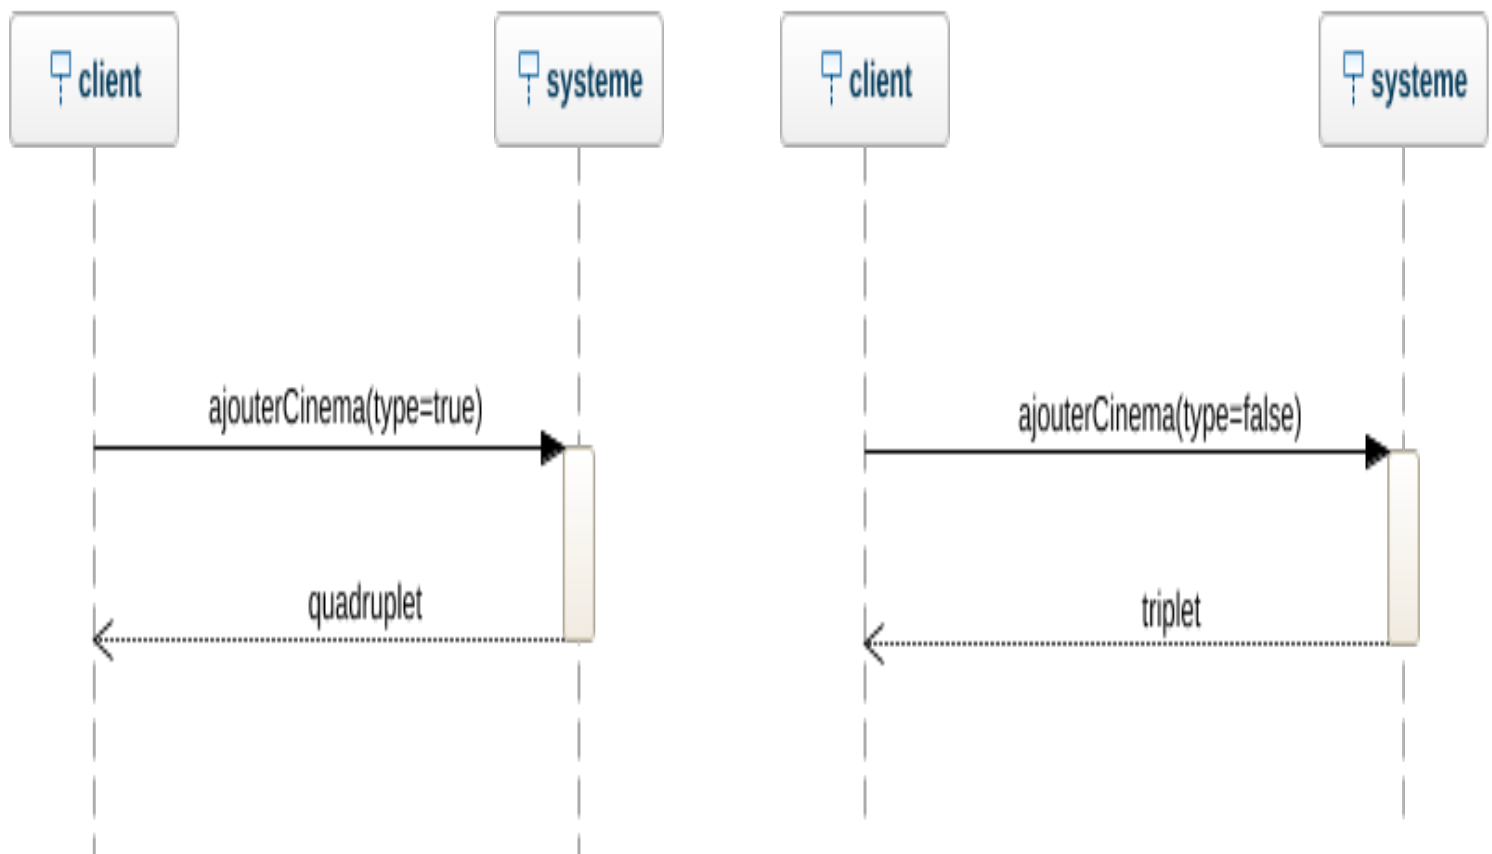 client
systeme
ajouterCinema(type=true)
quadruplet
client
systeme
ajouterCinema(type=false)
triplet